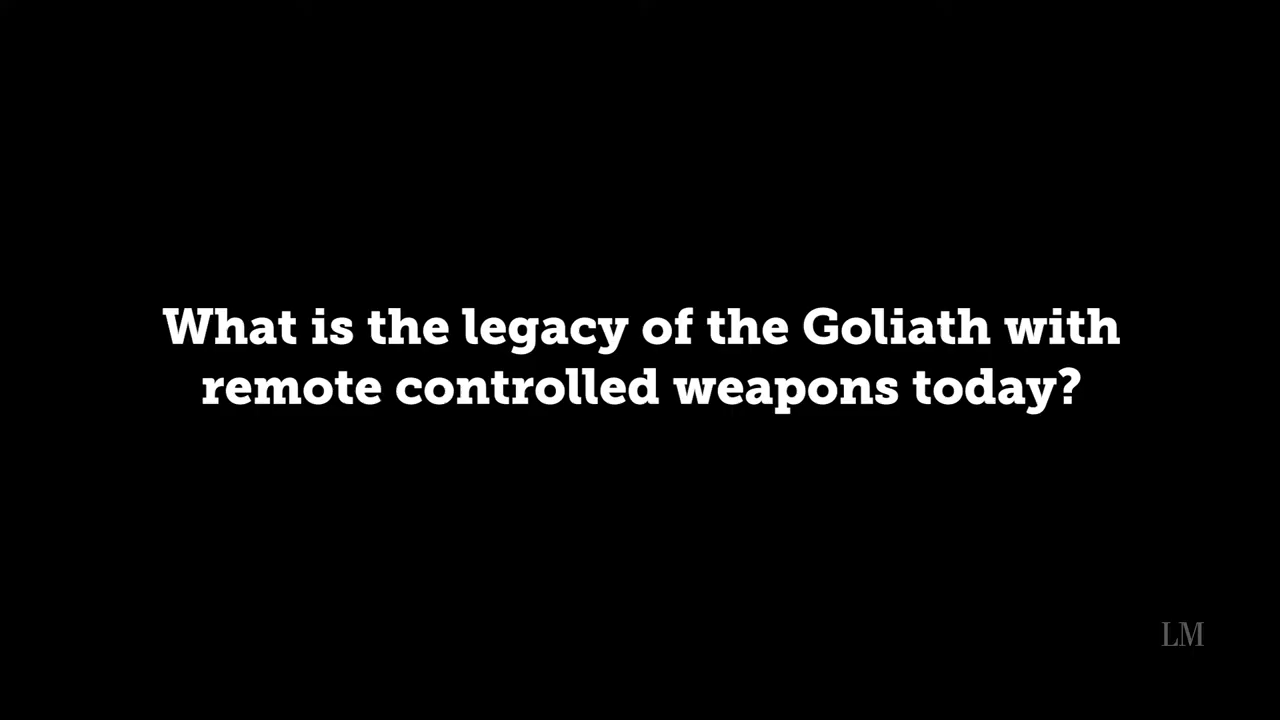 What is the legacy of the Goliath with
remote controlled weapons today?
LM